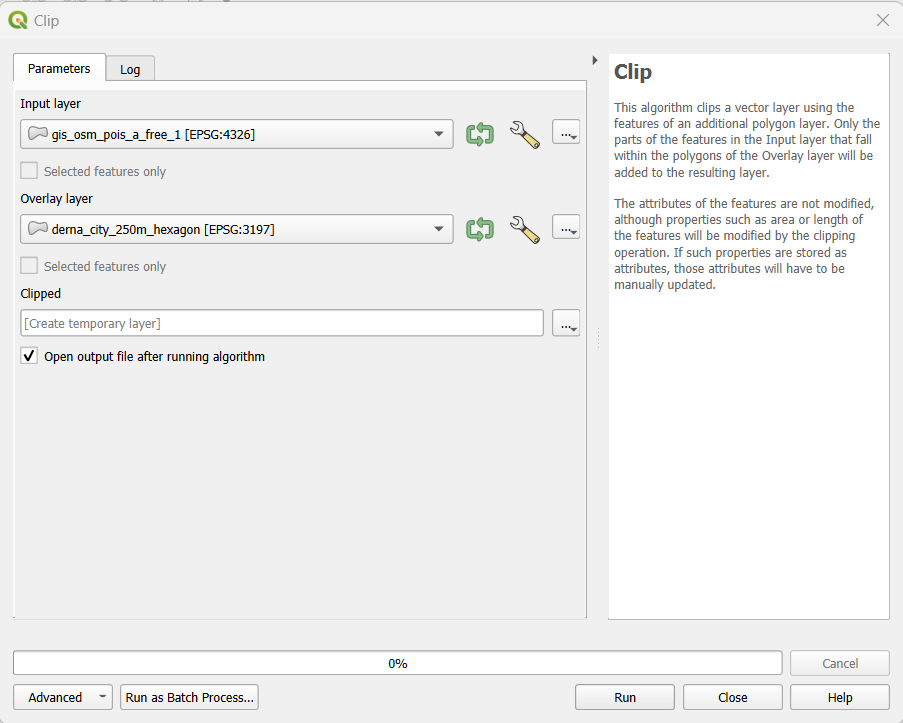 Clip
Parameters
Log
Input layer
gis_osm_pois_a_free_1 [EPSG:4326]
...
Selected features only
Overlay layer
derna_city_250m_hexagon [EPSG:3197]
...
Selected features only
Clipped
[Create temporary layer]
...
Open output file after running algorithm
Clip
This algorithm clips a vector layer using the
features of an additional polygon layer. Only the
parts of the features in the Input layer that fall
within the polygons of the Overlay layer will be
added to the resulting layer.
The attributes of the features are not modified,
although properties such as area or length of
the features will be modified by the clipping
operation. If such properties are stored as
attributes, those attributes will have to be
manually updated.
0%
Cancel
Advanced
Run as Batch Process...
Run
Close
Help